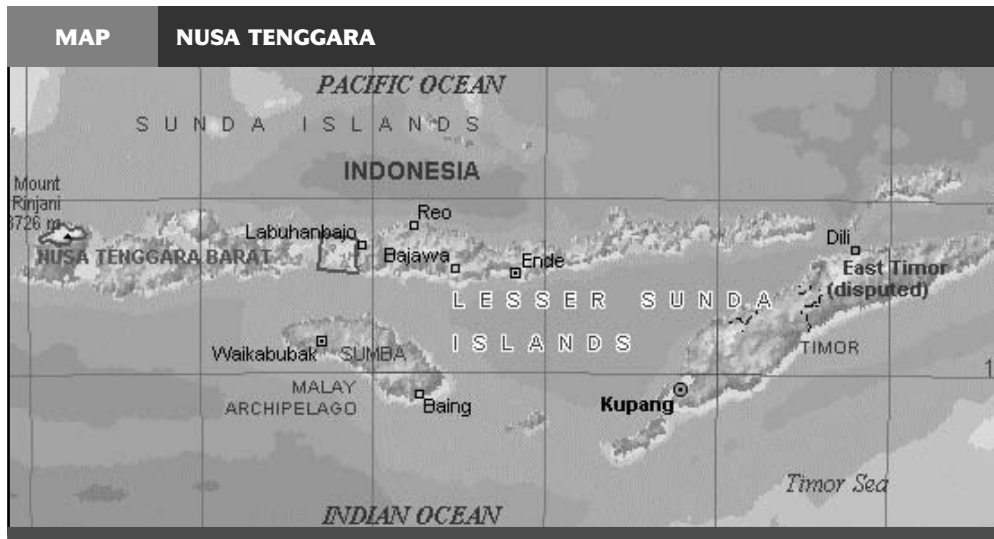 MAP NUSA TENGGARA
PACIFIC OCEAN
SUNDA ISLANDS
INDONESIA
Mount
Rinjani
3726 m
Reo
Labuhanbajo
Dili
NUSA TENGGARA BARAT
Bajawa
Ende
East Timor
(disputed)
LESSER SUNDA
ISLANDS
TIMOR
Waikabubak
SUMBA
MALAY
ARCHIPELAGO
Baing
Kupang
1
Timor Sea
INDIAN OCEAN